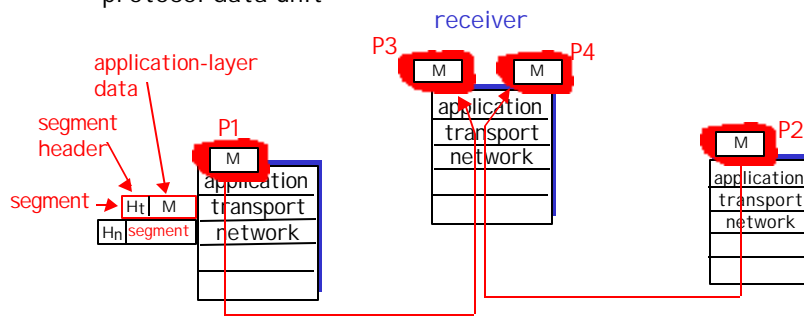 protocol data unit
receiver
P3
M
M
P4
application-layer
data
application
transport
network
segment
header
P1
M
P2
M
application
transport
network
segment
Ht M
Hn segment
application
transport
network